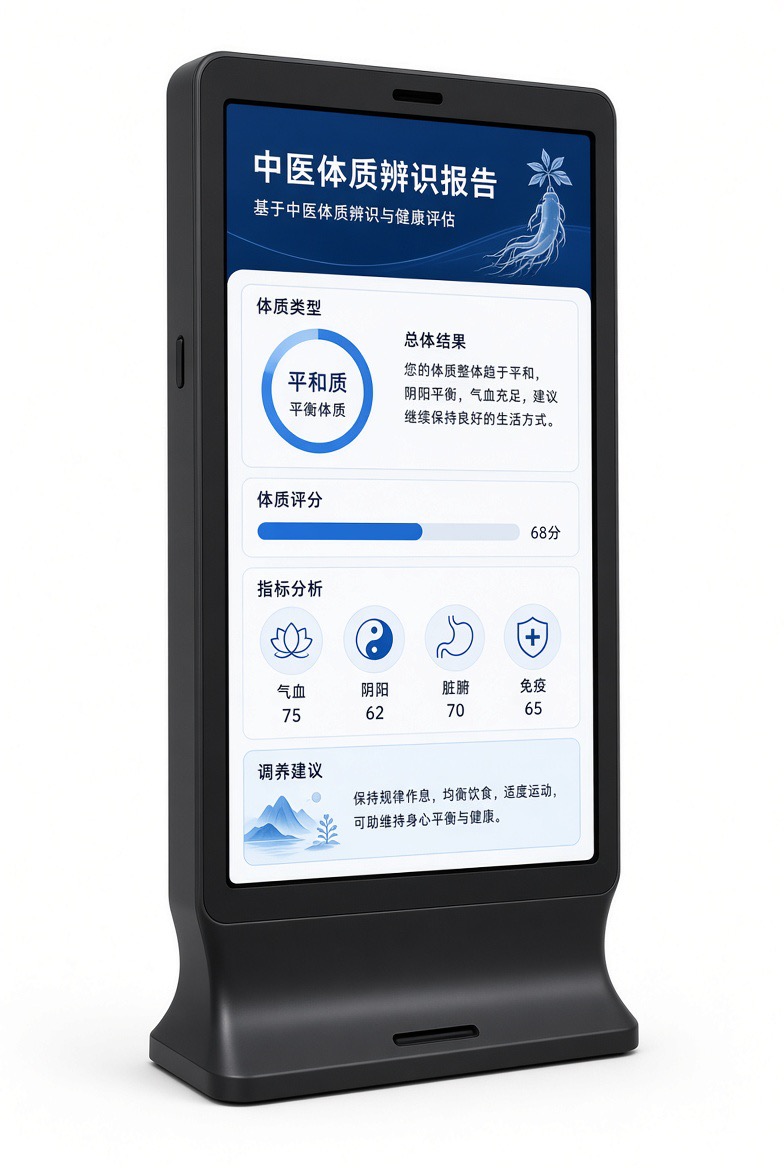 中医体质辨识报告
基于中医体质辨识与健康评估
体质类型
平和质
平衡体质
总体结果
您的体质整体趋于平和，
阴阳平衡，气血充足，建议
继续保持良好的生活方式。
体质评分
68分
指标分析
气血
75
阴阳
62
脏腑
70
免疫
65
调养建议
保持规律作息，均衡饮食，适度运动，
可助维持身心平衡与健康。